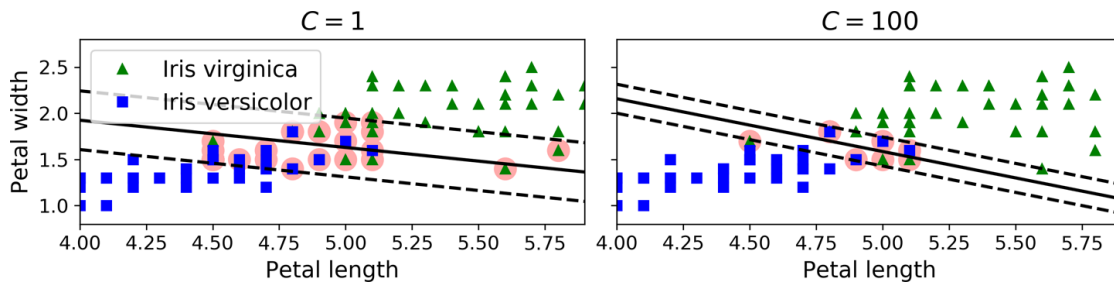 C = 1
Petal width
2.5
2.0
1.5
1.0
Iris virginica
Iris versicolor
4.00 4.25 4.50 4.75 5.00 5.25 5.50 5.75
Petal length
C = 100
4.00 4.25 4.50 4.75 5.00 5.25 5.50 5.75
Petal length